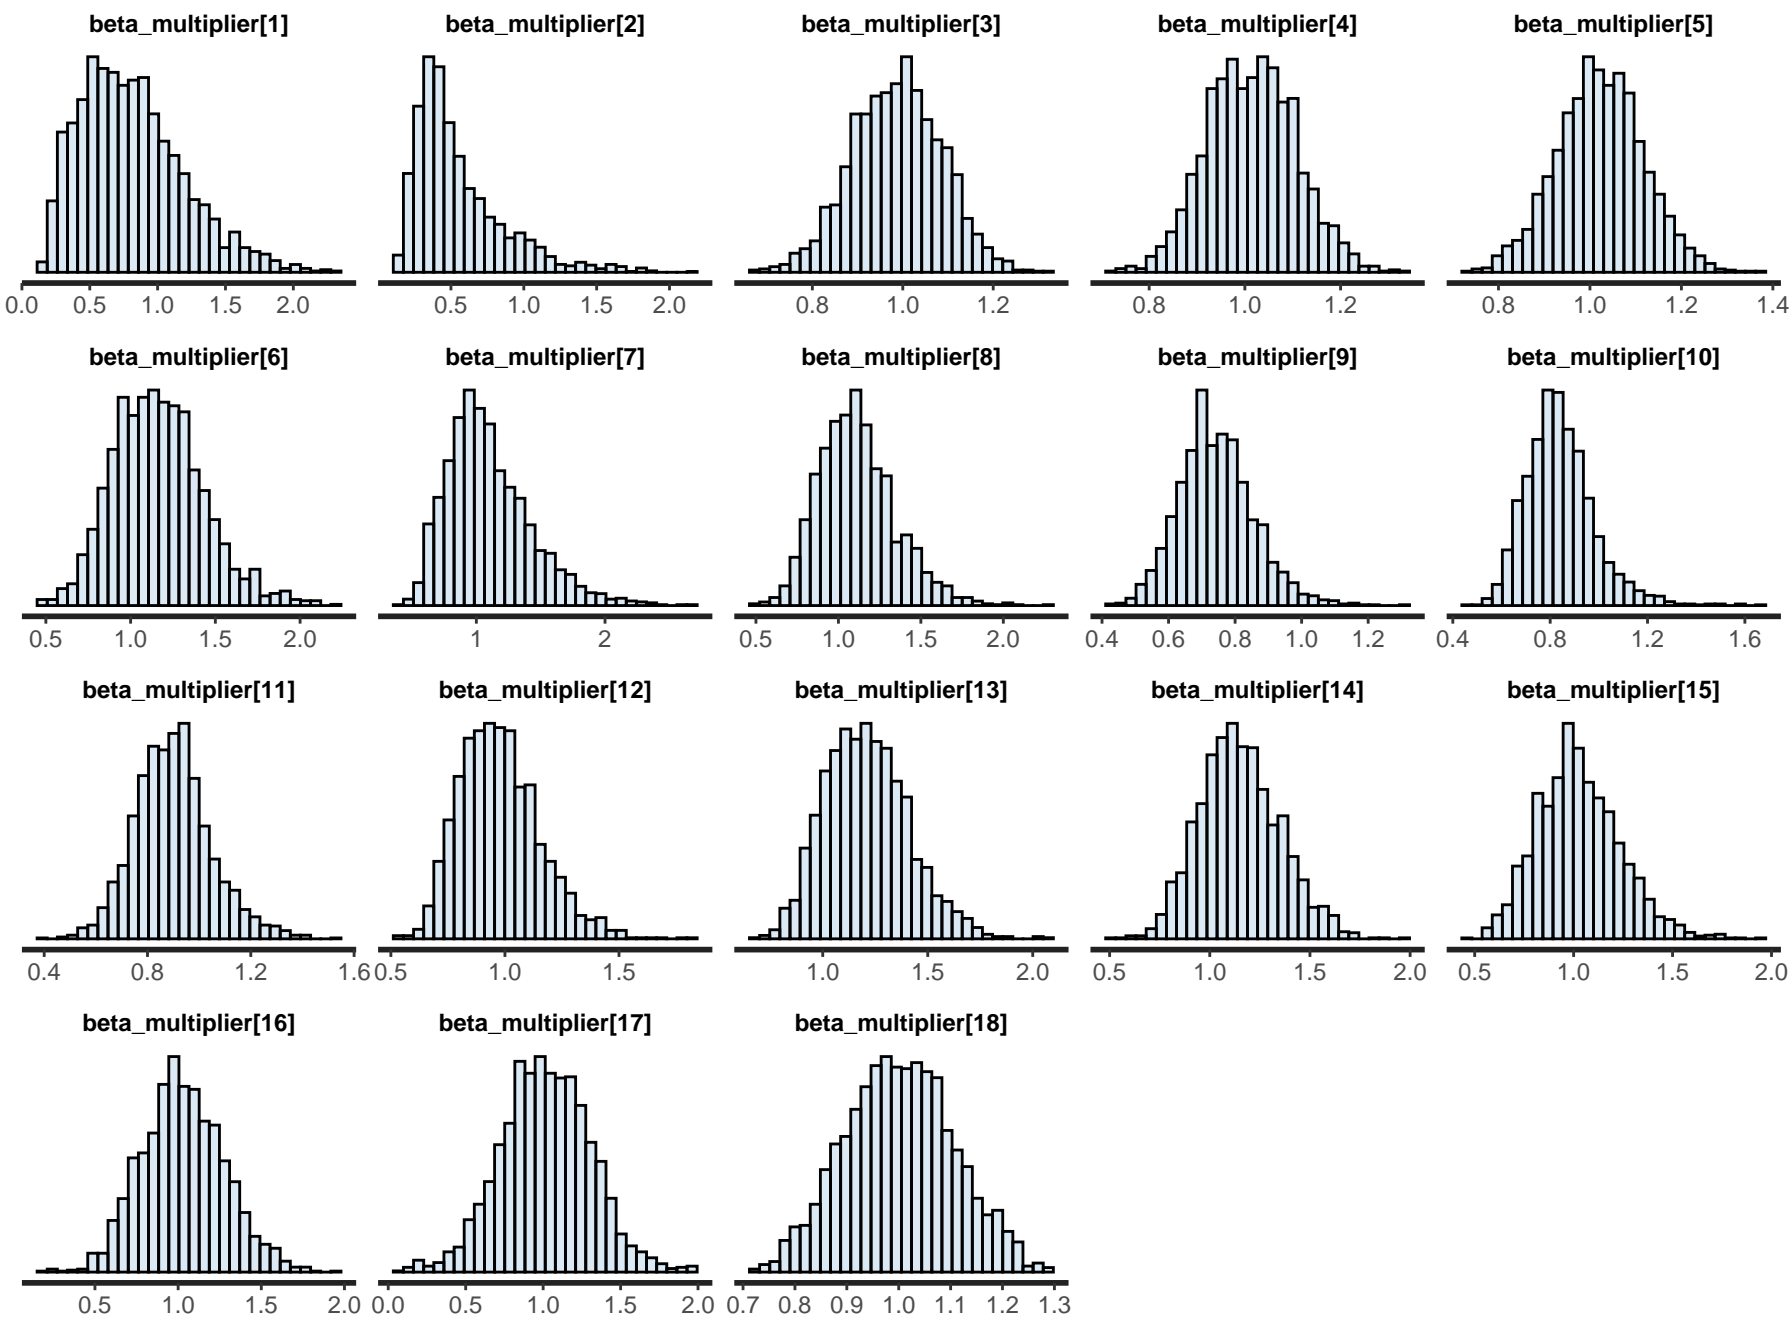 beta_multiplier[1] beta_multiplier[2] beta_multiplier[3] beta_multiplier[4] beta_multiplier[5]
0.0 0.5 1.0 1.5 2.0 0.5 1.0 1.5 2.0 0.8 1.0 1.2 0.8 1.0 1.2 0.8 1.0 1.2 1.4
beta_multiplier[6] beta_multiplier[7] beta_multiplier[8] beta_multiplier[9] beta_multiplier[10]
0.5 1.0 1.5 2.0 1 2 0.5 1.0 1.5 2.0 0.4 0.6 0.8 1.0 1.2 0.4 0.8 1.2 1.6
beta_multiplier[11] beta_multiplier[12] beta_multiplier[13] beta_multiplier[14] beta_multiplier[15]
0.4 0.8 1.2 1.6 0.5 1.0 1.5 1.0 1.5 2.0 0.5 1.0 1.5 2.0 0.5 1.0 1.5 2.0
beta_multiplier[16] beta_multiplier[17] beta_multiplier[18]
0.5 1.0 1.5 2.0 0.0 0.5 1.0 1.5 2.0 0.7 0.8 0.9 1.0 1.1 1.2 1.3